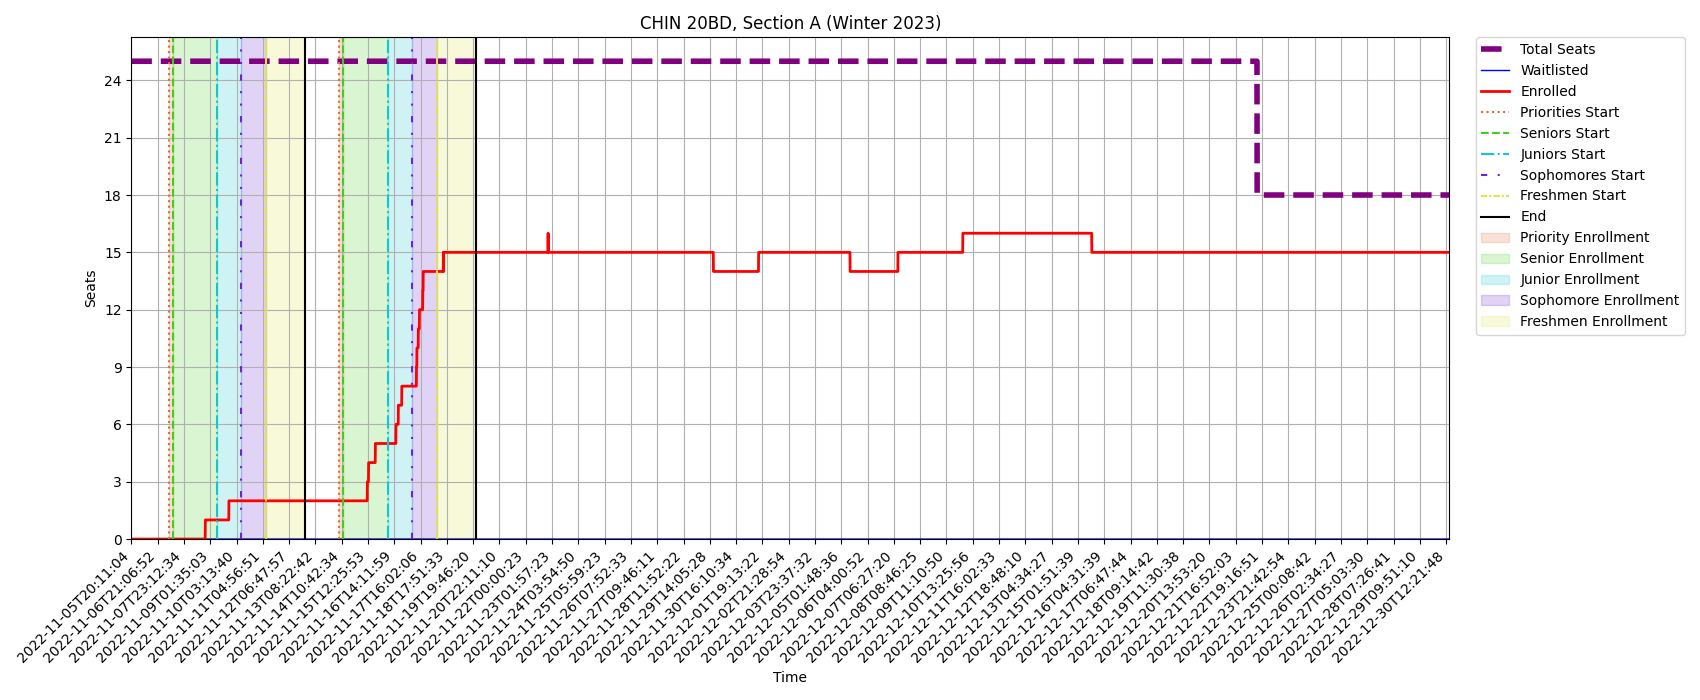 CHIN 20BD, Section A (Winter 2023)
Seats
24
21
18
15
12
9
6
3
0
2022-11-05T20:11:04
2022-11-06T21:06:52
2022-11-07T23:12:34
2022-11-09T01:35:03
2022-11-10T03:13:40
2022-11-11T04:56:51
2022-11-12T06:47:57
2022-11-13T08:22:42
2022-11-14T10:42:34
2022-11-15T12:25:53
2022-11-16T14:11:59
2022-11-17T16:02:06
2022-11-18T17:51:33
2022-11-19T19:46:20
2022-11-20T22:11:10
2022-11-22T00:00:23
2022-11-23T01:57:23
2022-11-24T03:54:50
2022-11-25T05:59:23
2022-11-26T07:52:33
2022-11-27T09:46:11
2022-11-28T11:52:22
2022-11-29T14:05:28
2022-11-30T16:10:34
2022-12-01T19:13:22
2022-12-02T21:28:54
2022-12-03T23:37:32
2022-12-05T01:48:36
2022-12-06T04:00:52
2022-12-07T06:27:20
2022-12-08T08:46:25
2022-12-09T11:10:50
2022-12-10T13:25:56
2022-12-11T16:02:33
2022-12-12T18:48:10
2022-12-13T04:34:27
2022-12-15T01:51:39
2022-12-16T04:31:39
2022-12-17T06:47:44
2022-12-18T09:14:42
2022-12-19T11:30:38
2022-12-20T13:53:20
2022-12-21T16:52:03
2022-12-22T19:16:51
2022-12-23T21:42:54
2022-12-25T00:08:42
2022-12-26T02:34:27
2022-12-27T05:03:30
2022-12-28T07:26:41
2022-12-29T09:51:10
2022-12-30T12:21:48
Time
Total Seats
Waitlisted
Enrolled
Priorities Start
Seniors Start
Juniors Start
Sophomores Start
Freshmen Start
End
Priority Enrollment
Senior Enrollment
Junior Enrollment
Sophomore Enrollment
Freshmen Enrollment